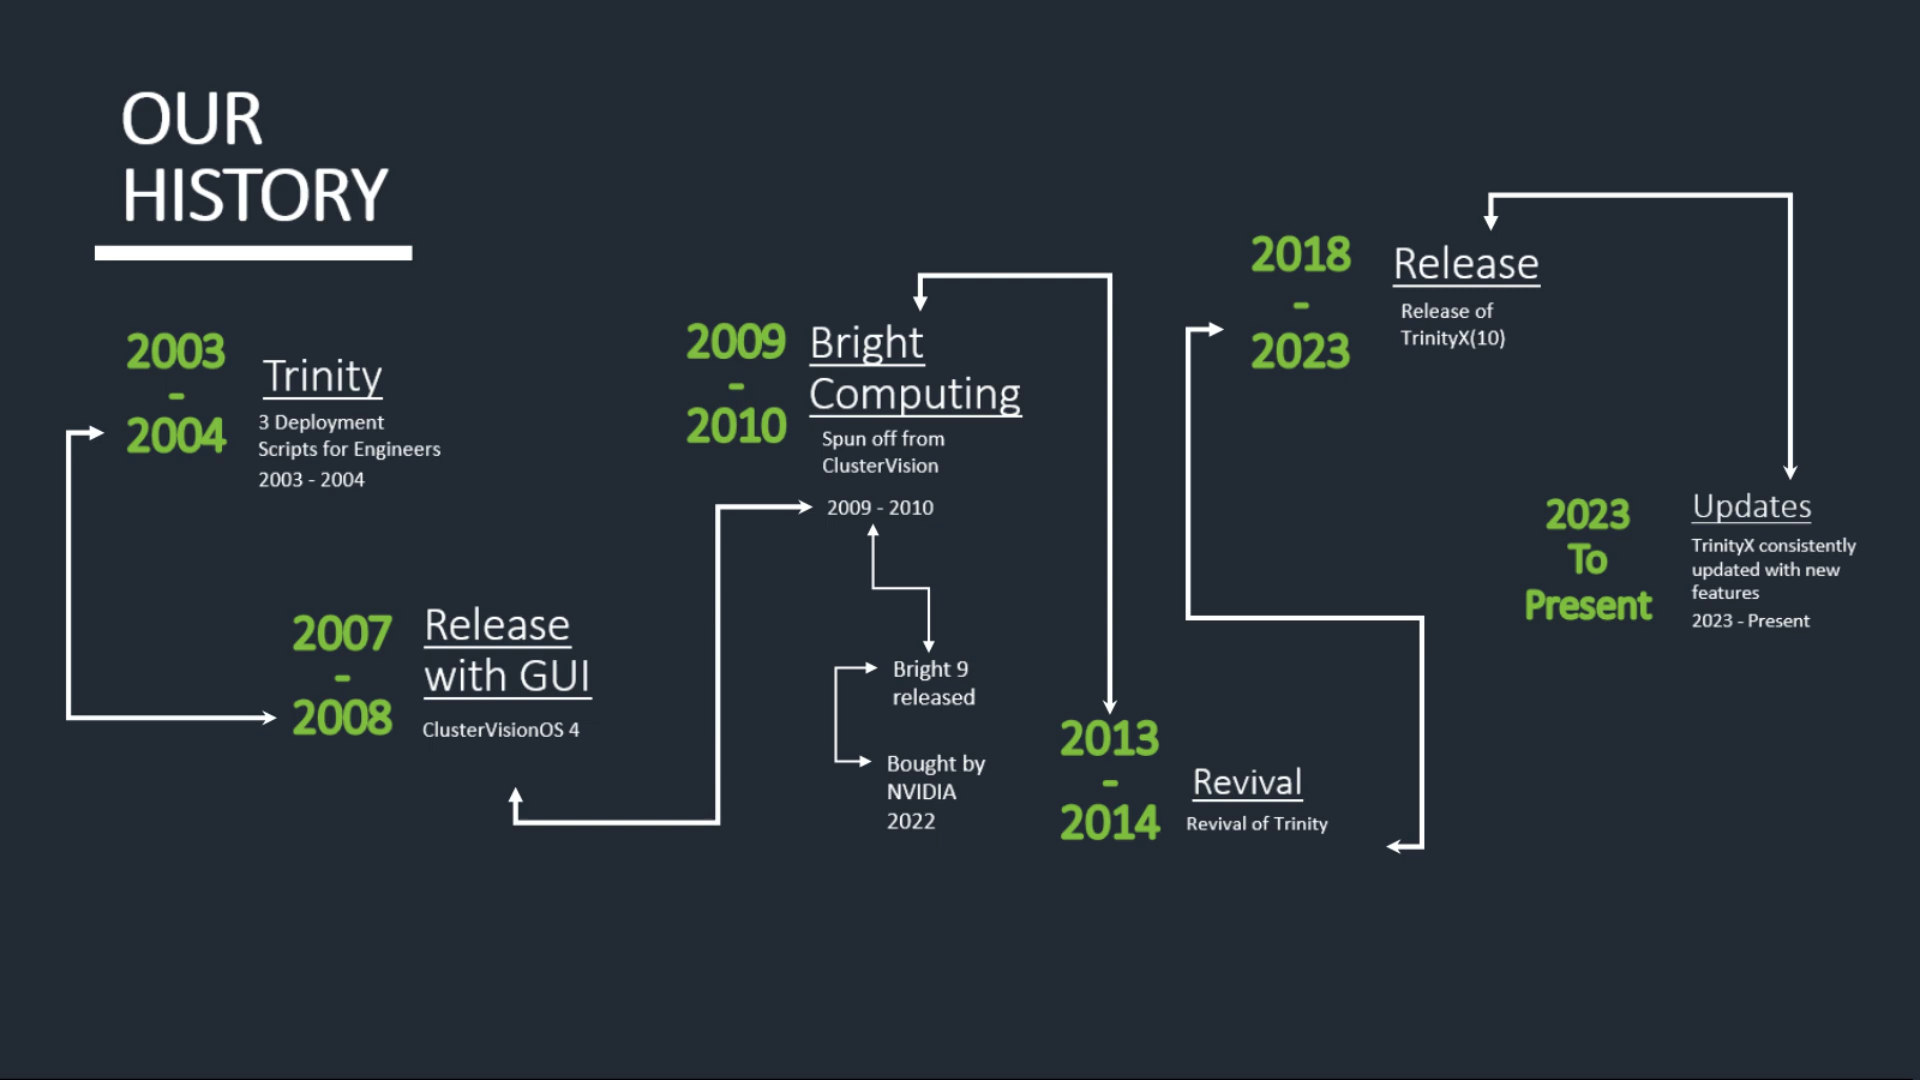 OUR
HISTORY
2003
-
2004
Trinity
3 Deployment
Scripts for Engineers
2003 - 2004
2007
-
2008
Release
with GUI
ClusterVisionOS 4
2009
-
2010
Bright
Computing
Spun off from
ClusterVision
2009 - 2010
Bright 9
released
Bought by
NVIDIA
2022
2013
-
2014
Revival
Revival of Trinity
2018
-
2023
Release
Release of
TrinityX(10)
2023
To
Present
Updates
TrinityX consistently
updated with new
features
2023 - Present